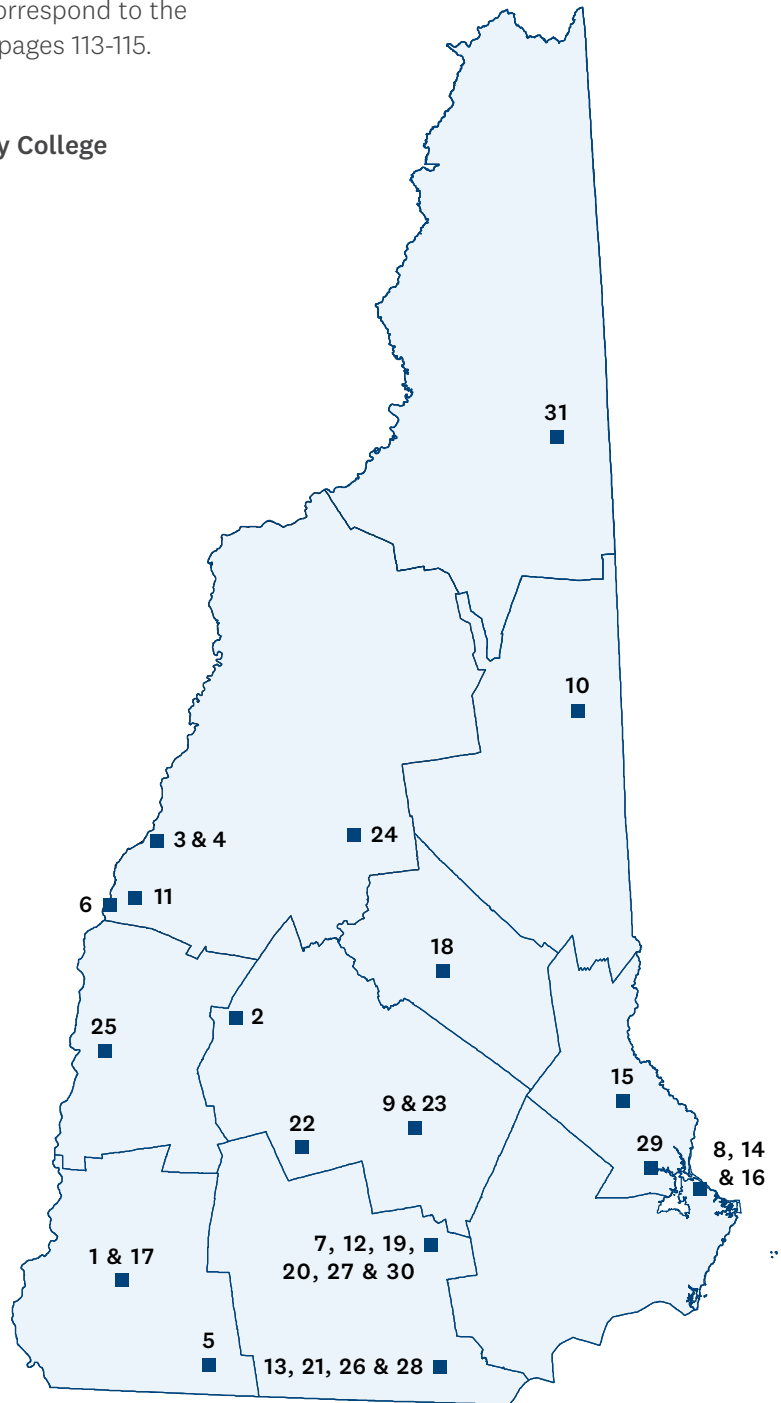 orrespond to the
pages 113-115.
y College
31
10
3 & 4
24
6
11
18
2
25
15
9 & 23
22
29
8, 14
& 16
7, 12, 19,
20, 27 & 30
1 & 17
5
13, 21, 26 & 28